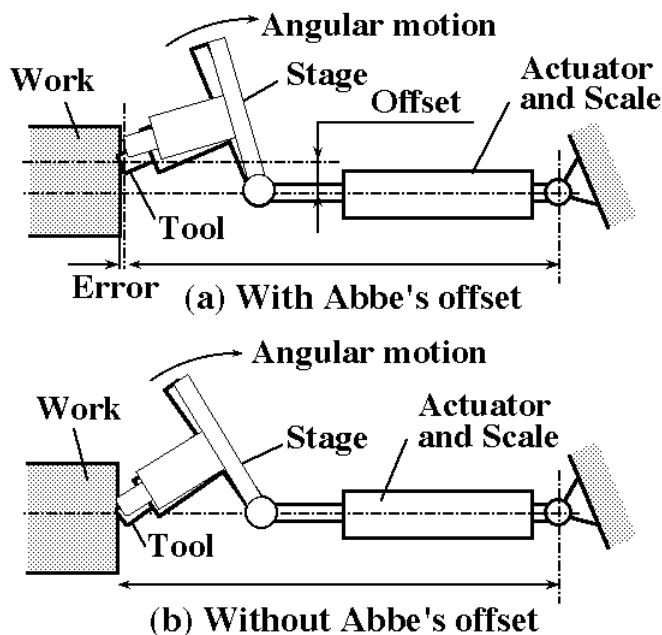 Angular motion
Work
Stage
Actuator
and Scale
Offset
Tool
Error
(a) With Abbe's offset
Angular motion
Work
Actuator
and Scale
Stage
Tool
(b) Without Abbe's offset